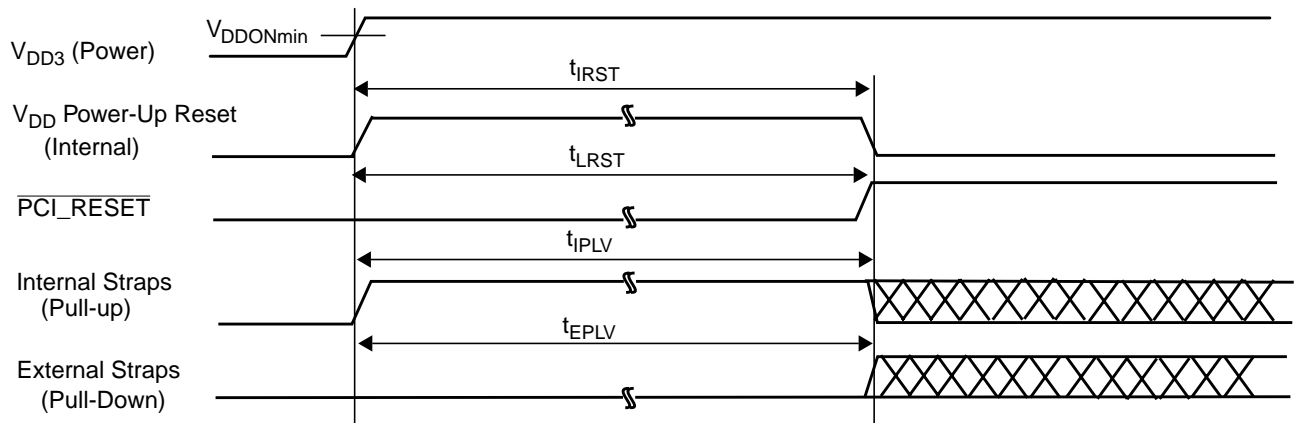 V_DDONmin
V_DD3 (Power)
t_IRST
V_DD Power-Up Reset
(Internal)
t_LRST
PCI_RESET
t_IPLV
Internal Straps
(Pull-up)
t_EPLV
External Straps
(Pull-Down)